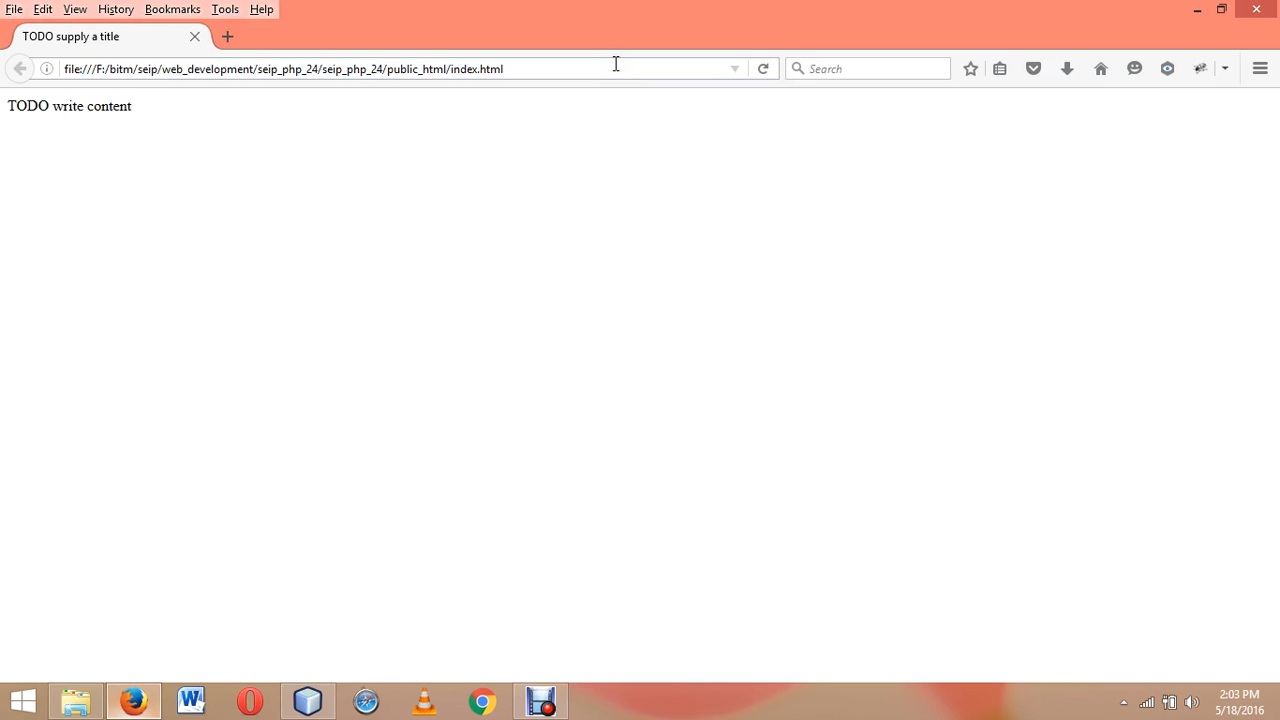 File Edit View History Bookmarks Tools Help
TODO supply a title
file:///F:/bitm/seip/web_development/seip_php_24/seip_php_24/public_html/index.html
Search
TODO write content
2:03 PM
5/18/2016